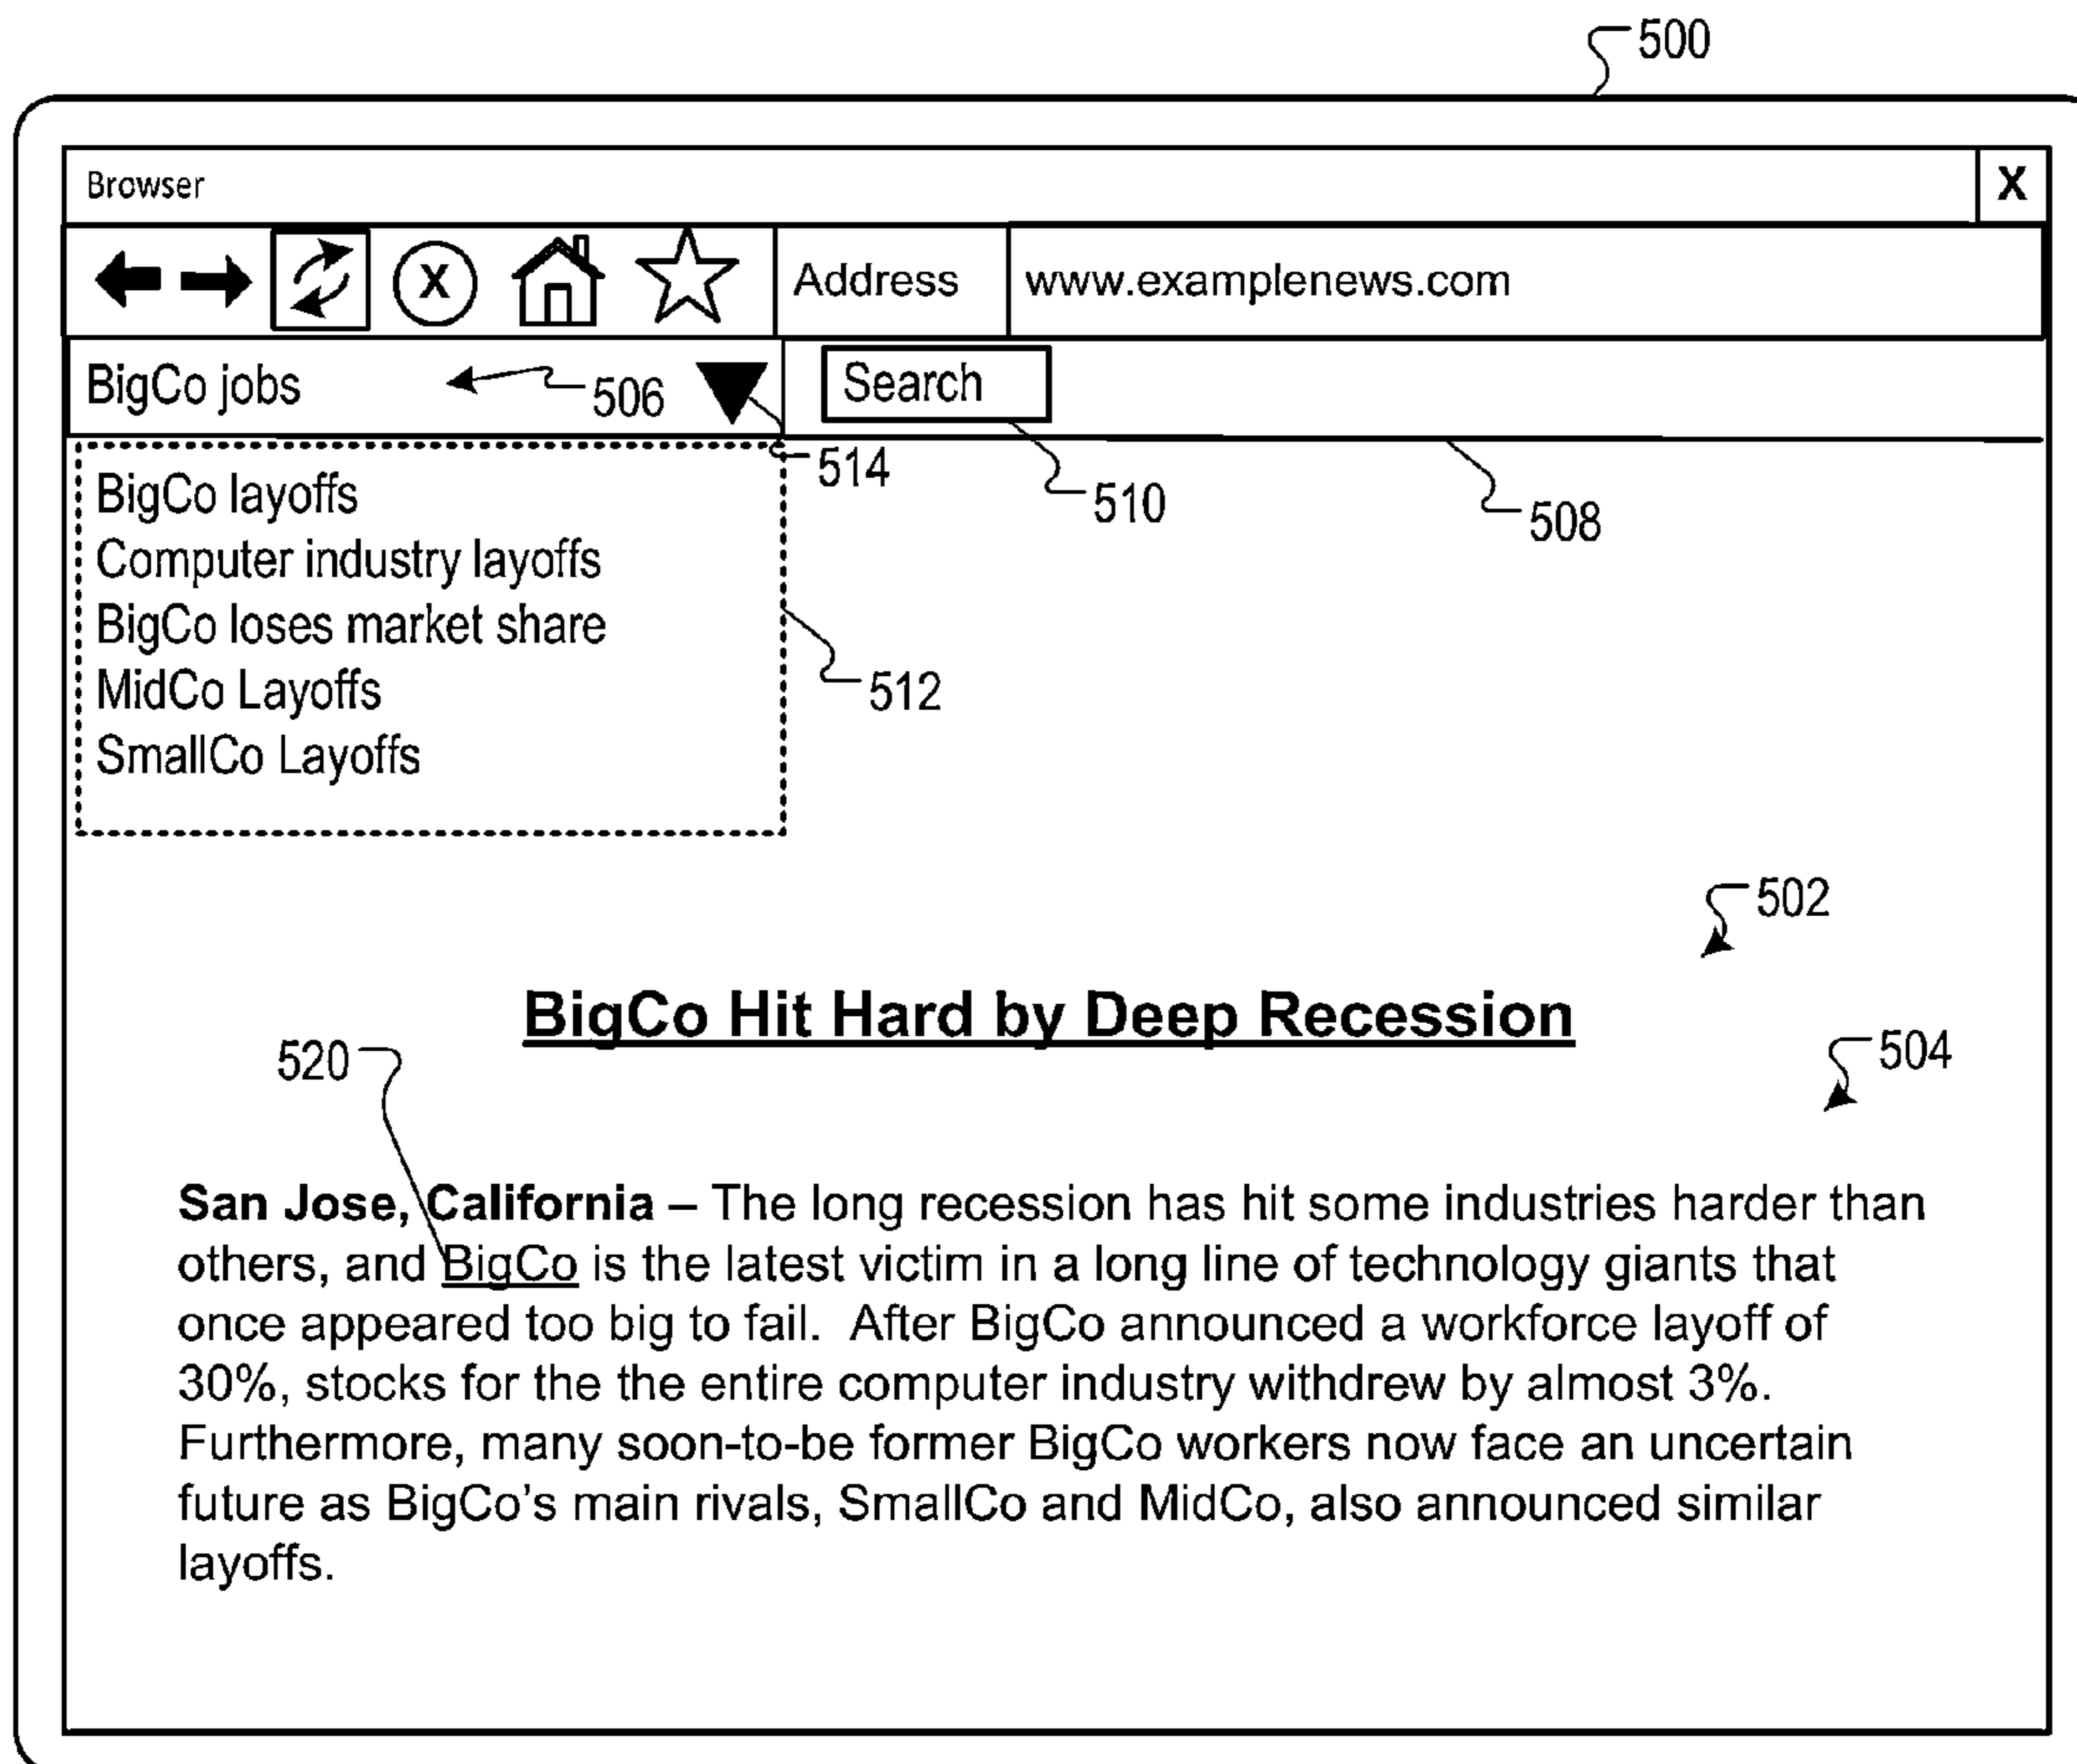 500
Browser X
X Address www.examplenews.com
BigCo jobs 506 Search
514
510
508
BigCo layoffs
Computer industry layoffs
BigCo loses market share
MidCo Layoffs
SmallCo Layoffs
512
502
BigCo Hit Hard by Deep Recession
520
504
San Jose, California – The long recession has hit some industries harder than
others, and BigCo is the latest victim in a long line of technology giants that
once appeared too big to fail.  After BigCo announced a workforce layoff of
30%, stocks for the the entire computer industry withdrew by almost 3%.
Furthermore, many soon-to-be former BigCo workers now face an uncertain
future as BigCo’s main rivals, SmallCo and MidCo, also announced similar
layoffs.